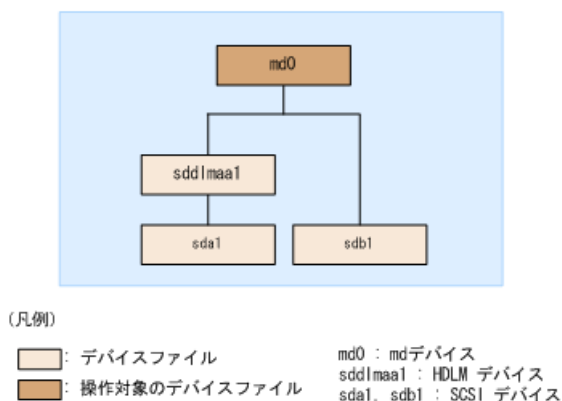 md0
sddlmaa1
sda1
sdb1
(凡例)
: デバイスファイル
: 操作対象のデバイスファイル
md0 : mdデバイス
sddlmaa1 : HDLM デバイス
sda1, sdb1 : SCSI デバイス